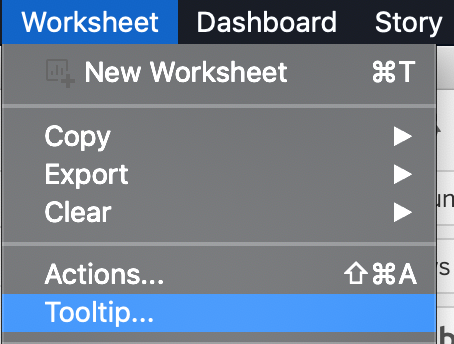 Worksheet Dashboard Story
New Worksheet ⌘T
Copy ▶
Export ▶
Clear ▶
Actions... ⇧⌘A
Tooltip...